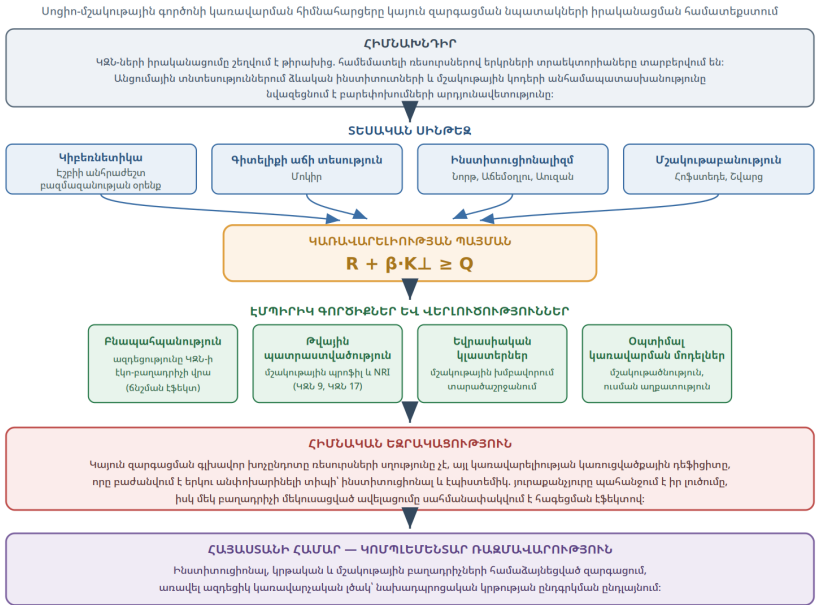 Սոցիո-մշակութային գործոնի կառավարման հիմնահարցերը կայուն զարգացման նպատակների իրականացման համատեքստում
ՀԻՄՆԱԽՆԴԻՐ
ԿԶՆ-ների իրականացումը շեղվում է թիրախից. համեմատելի ռեսուրսներով երկրների տրաեկտորիաները տարբերվում են:
Անցումային տնտեսություններում ձևական ինստիտուտների և մշակութային կոդերի անհամապատասխանությունը
նվազեցնում է բարեփոխումների արդյունավետությունը:
ՏԵՍԱԿԱՆ ՍԻՆԹԵԶ
Կիբեռնետիկա
Էշբիի անհրաժեշտ
բազմազանության օրենք
Գիտելիքի աճի տեսություն
Մոկիր
Ինստիտուցիոնալիզմ
Նորթ, Աճեմօղլու, Աուզան
Մշակութաբանություն
Հոֆստեդե, Շվարց
ԿԱՌԱՎԱՐԵԼԻՈՒԹՅԱՆ ՊԱՅՄԱՆ
R + β·K⊥ ≥ Q
ԷՄՊԻՐԻԿ ԳՈՐԾԻՔՆԵՐ ԵՎ ՎԵՐԼՈՒԾՈՒԹՅՈՒՆՆԵՐ
Բնապահպանություն
ազդեցությունը ԿԶՆ-ի
էկո-բաղադրիչի վրա
(ճնշման էֆեկտ)
Թվային
պատրաստվածություն
մշակութային պրոֆիլ և NRI
(ԿԶՆ 9, ԿԶՆ 17)
Եվրասիական
կլաստերներ
մշակութային խմբավորում
տարածաշրջանում
Օպտիմալ
կառավարման մոդելներ
մշակութածնություն,
ուսման աղքատություն
ՀԻՄՆԱԿԱՆ ԵԶՐԱԿԱՑՈՒԹՅՈՒՆ
Կայուն զարգացման գլխավոր խոչընդոտը ռեսուրսների սղությունը չէ, այլ կառավարելիության կառուցվածքային դեֆիցիտը,
որը բաժանվում է երկու անփոխարինելի տիպի՝ ինստիտուցիոնալ և էպիստեմիկ. յուրաքանչյուրը պահանջում է իր լուծումը,
իսկ մեկ բաղադրիչի մեկուսացված ավելացումը սահմանափակվում է հագեցման էֆեկտով:
ՀԱՅԱՍՏԱՆԻ ՀԱՄԱՐ — ԿՈՄՊԼԵՄԵՆՏԱՐ ՌԱԶՄԱՎԱՐՈՒԹՅՈՒՆ
Ինստիտուցիոնալ, կրթական և մշակութային բաղադրիչների համաձայնեցված զարգացում,
առավել ազդեցիկ կառավարչական լծակ՝ նախադպրոցական կրթության ընդգրկման ընդլայնում: